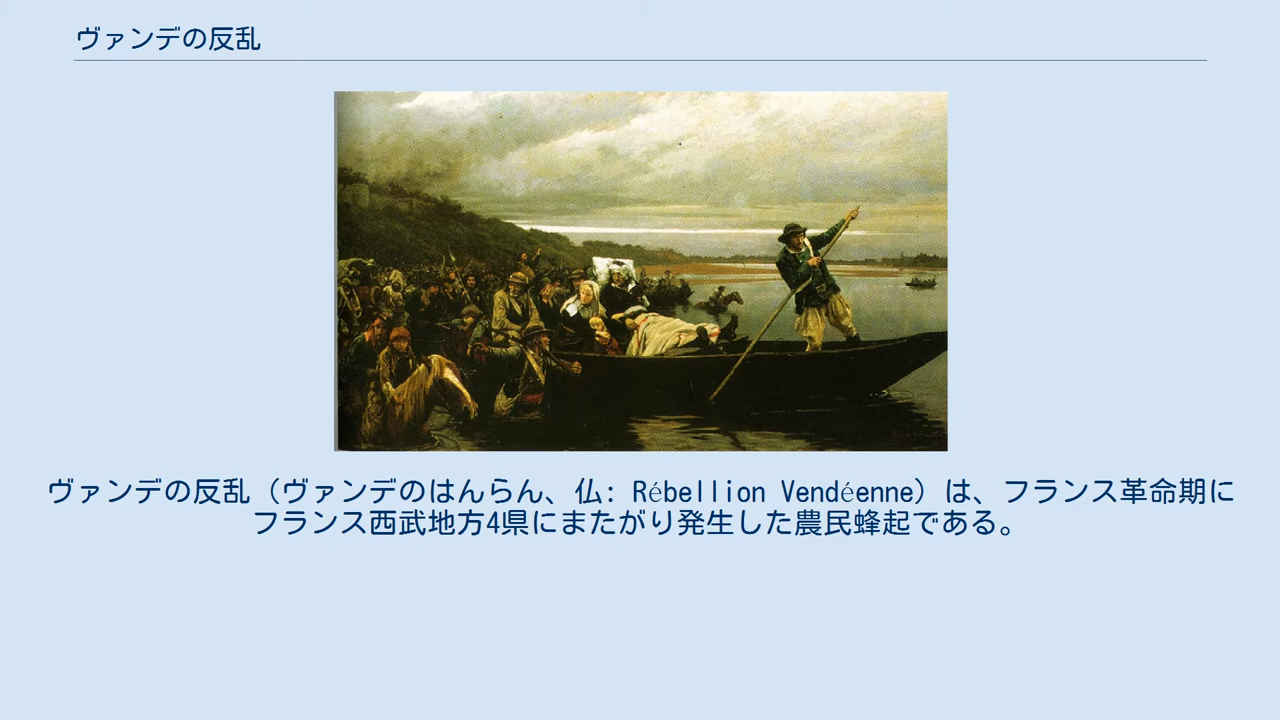 ヴァンデの反乱
ヴァンデの反乱（ヴァンデのはんらん、仏: Rébellion Vendéenne）は、フランス革命期に
フランス西武地方4県にまたがり発生した農民蜂起である。